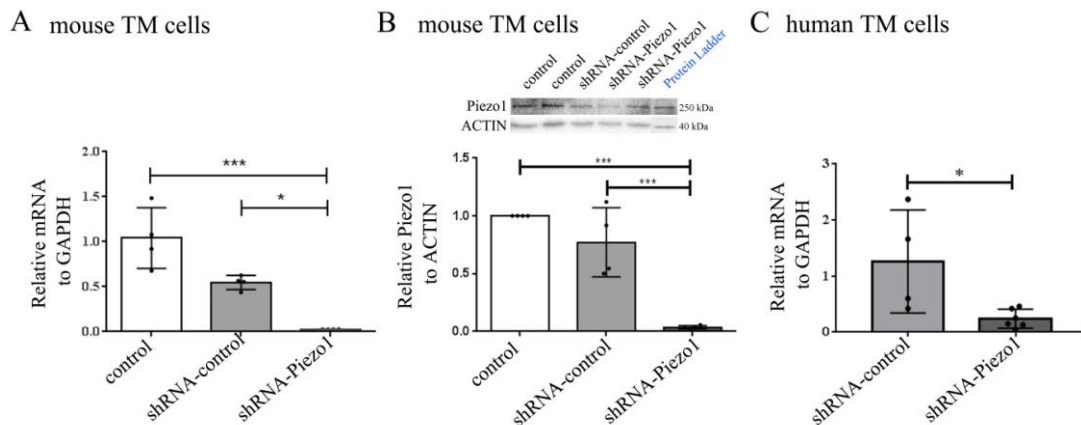 A mouse TM cells
Relative mRNA
to GAPDH
2.0
1.5
1.0
0.5
0.0
***
*
control
shRNA-control
shRNA-Piezo1
B mouse TM cells
control
control
shRNA-control
shRNA-Piezo1
shRNA-Piezo1
Protein Ladder
Piezo1
250 kDa
ACTIN
40 kDa
Relative Piezo1
to ACTIN
1.5
1.0
0.5
0.0
***
***
control
shRNA-control
shRNA-Piezo1
C human TM cells
Relative mRNA
to GAPDH
3
2
1
0
*
shRNA-control
shRNA-Piezo1